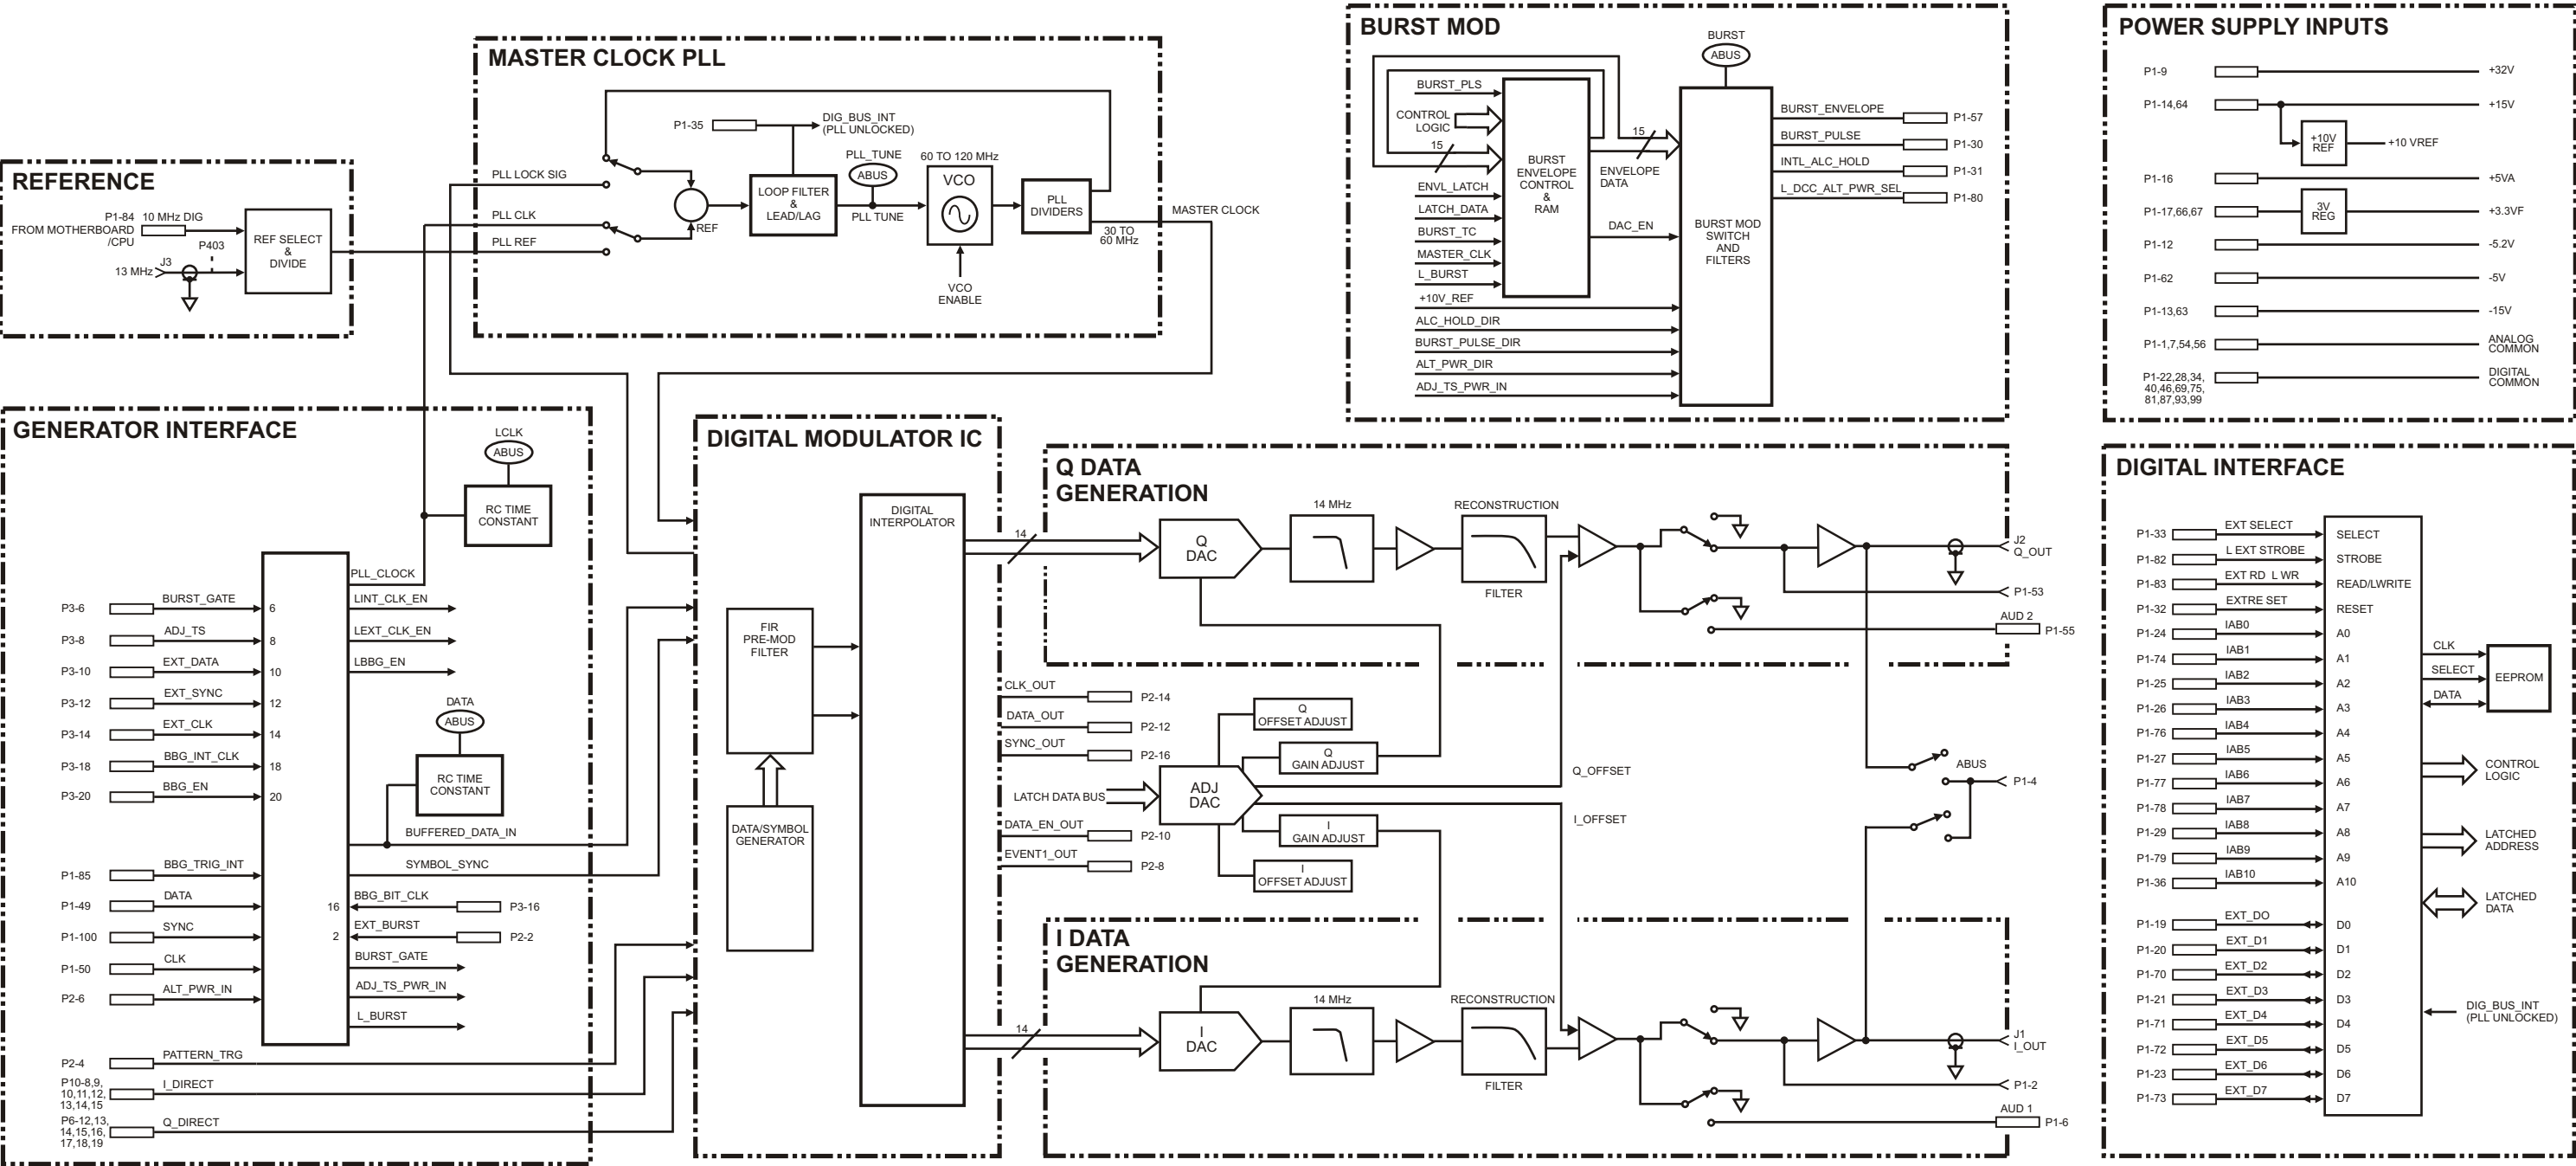 REFERENCE
P1-84 10 MHz DIG
FROM MOTHERBOARD
/CPU
P403
J3
13 MHz
REF SELECT
&
DIVIDE
MASTER CLOCK PLL
P1-35
DIG_BUS_INT
(PLL UNLOCKED)
PLL LOCK SIG
PLL CLK
PLL REF
REF
LOOP FILTER
&
LEAD/LAG
PLL_TUNE
ABUS
PLL TUNE
60 TO 120 MHz
VCO
VCO
ENABLE
PLL
DIVIDERS
MASTER CLOCK
30 TO
60 MHz
BURST MOD
BURST
ABUS
BURST_PLS
CONTROL
LOGIC
15
ENVL_LATCH
LATCH_DATA
BURST_TC
MASTER_CLK
L_BURST
+10V_REF
ALC_HOLD_DIR
BURST_PULSE_DIR
ALT_PWR_DIR
ADJ_TS_PWR_IN
BURST
ENVELOPE
CONTROL
&
RAM
15
ENVELOPE
DATA
DAC_EN
BURST MOD
SWITCH
AND
FILTERS
BURST_ENVELOPE
P1-57
BURST_PULSE
P1-30
INTL_ALC_HOLD
P1-31
L_DCC_ALT_PWR_SEL
P1-80
POWER SUPPLY INPUTS
P1-9
+32V
P1-14,64
+15V
+10V
REF
+10 VREF
P1-16
+5VA
P1-17,66,67
3V
REG
+3.3VF
P1-12
-5.2V
P1-62
-5V
P1-13,63
-15V
P1-1,7,54,56
ANALOG
COMMON
P1-22,28,34,
40,46,69,75,
81,87,93,99
DIGITAL
COMMON
GENERATOR INTERFACE
LCLK
ABUS
RC TIME
CONSTANT
PLL_CLOCK
P3-6
BURST_GATE
6
LINT_CLK_EN
P3-8
ADJ_TS
8
LEXT_CLK_EN
P3-10
EXT_DATA
10
LBBG_EN
P3-12
EXT_SYNC
12
P3-14
EXT_CLK
14
P3-18
BBG_INT_CLK
18
P3-20
BBG_EN
20
DATA
ABUS
RC TIME
CONSTANT
BUFFERED_DATA_IN
SYMBOL_SYNC
P1-85
BBG_TRIG_INT
P1-49
DATA
16
BBG_BIT_CLK
P3-16
P1-100
SYNC
2
EXT_BURST
P2-2
P1-50
CLK
BURST_GATE
P2-6
ALT_PWR_IN
ADJ_TS_PWR_IN
L_BURST
P2-4
PATTERN_TRG
P10-8,9,
10,11,12,
13,14,15
I_DIRECT
P6-12,13,
14,15,16,
17,18,19
Q_DIRECT
DIGITAL MODULATOR IC
DIGITAL
INTERPOLATOR
FIR
PRE-MOD
FILTER
DATA/SYMBOL
GENERATOR
CLK_OUT
P2-14
DATA_OUT
P2-12
SYNC_OUT
P2-16
LATCH DATA BUS
DATA_EN_OUT
P2-10
EVENT1_OUT
P2-8
Q DATA
GENERATION
14
Q
DAC
14 MHz
RECONSTRUCTION
FILTER
J2
Q_OUT
P1-53
AUD 2
P1-55
Q
OFFSET ADJUST
Q
GAIN ADJUST
ADJ
DAC
I
GAIN ADJUST
I
OFFSET ADJUST
Q_OFFSET
I_OFFSET
ABUS
P1-4
I DATA
GENERATION
14
I
DAC
14 MHz
RECONSTRUCTION
FILTER
J1
I_OUT
P1-2
AUD 1
P1-6
DIGITAL INTERFACE
P1-33
EXT SELECT
SELECT
P1-82
L EXT STROBE
STROBE
P1-83
EXT RD L WR
READ/LWRITE
P1-32
EXTRE SET
RESET
P1-24
IAB0
A0
P1-74
IAB1
A1
P1-25
IAB2
A2
P1-26
IAB3
A3
P1-76
IAB4
A4
P1-27
IAB5
A5
P1-77
IAB6
A6
P1-78
IAB7
A7
P1-29
IAB8
A8
P1-79
IAB9
A9
P1-36
IAB10
A10
P1-19
EXT_DO
D0
P1-20
EXT_D1
D1
P1-70
EXT_D2
D2
P1-21
EXT_D3
D3
P1-71
EXT_D4
D4
P1-72
EXT_D5
D5
P1-23
EXT_D6
D6
P1-73
EXT_D7
D7
CLK
SELECT
DATA
EEPROM
CONTROL
LOGIC
LATCHED
ADDRESS
LATCHED
DATA
DIG_BUS_INT
(PLL UNLOCKED)